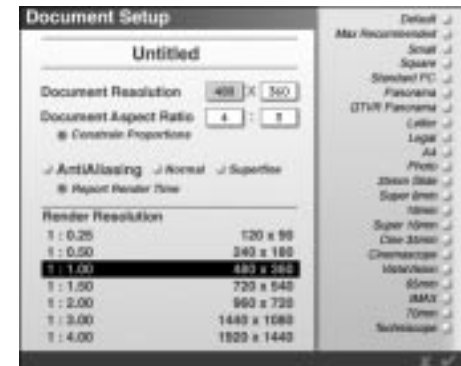 Document Setup
Untitled
Document Resolution 480 X 360
Document Aspect Ratio 4 : 3
Constrain Proportions
AntiAliasing Normal Superfine
Report Render Time
Render Resolution
1 : 0.25 120 x 90
1 : 0.50 240 x 180
1 : 1.00 480 x 360
1 : 1.50 720 x 540
1 : 2.00 960 x 720
1 : 3.00 1440 x 1080
1 : 4.00 1920 x 1440
Default
Max Recommended
Small
Square
Standard PC
Panorama
QTVR Panorama
Letter
Legal
A4
Photo
35mm Slide
Super 8mm
16mm
Super 16mm
Cine 35mm
Cinemascope
VistaVision
65mm
IMAX
70mm
Techniscope